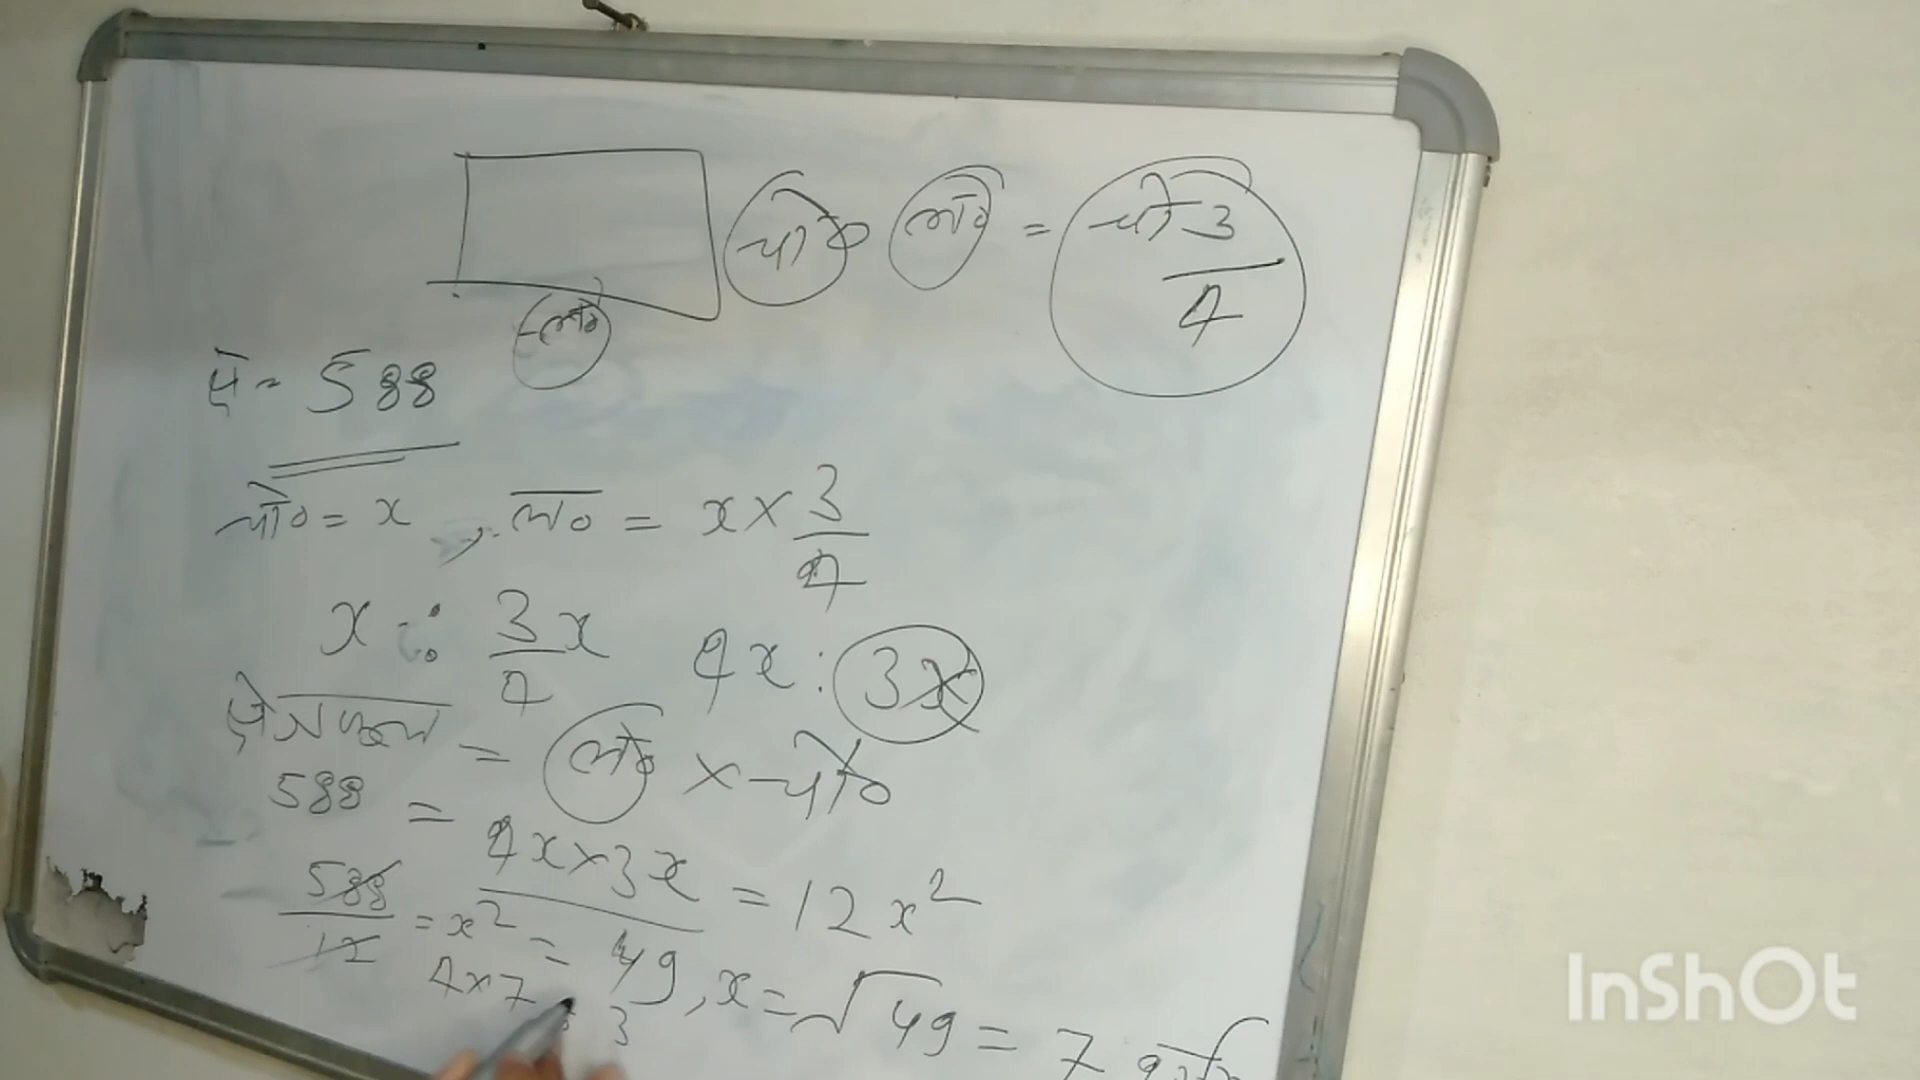 चौ० लं० = चौ 3/4
लं०
क्षे = 588
चौ० = x, लं० = x × 3/4
x : 3/4 x 4x : 3x
क्षेत्रफल = लं० × चौ०
588 = 4x × 3x = 12x²
588/12 = x² = 49, x = √49 = 7
4×7 : 3
InShOt